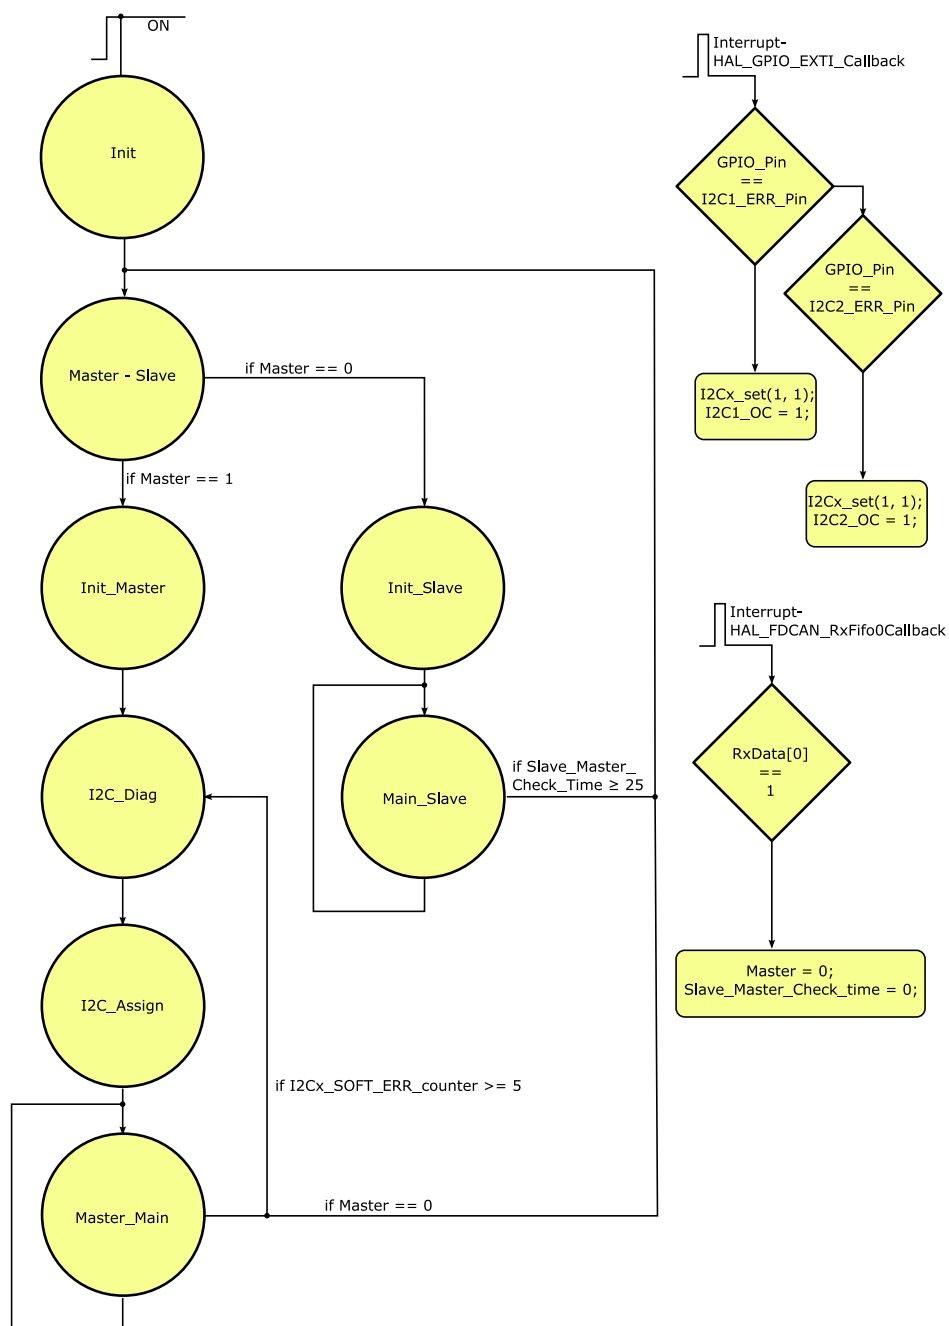 ON
Init
Master - Slave
if Master == 0
if Master == 1
Init_Master
Init_Slave
I2C_Diag
Main_Slave
if Slave_Master_
Check_Time ≥ 25
I2C_Assign
if I2Cx_SOFT_ERR_counter >= 5
Master_Main
if Master == 0
Interrupt-
HAL_GPIO_EXTI_Callback
GPIO_Pin
==
I2C1_ERR_Pin
GPIO_Pin
==
I2C2_ERR_Pin
I2Cx_set(1, 1);
I2C1_OC = 1;
I2Cx_set(1, 1);
I2C2_OC = 1;
Interrupt-
HAL_FDCAN_RxFifo0Callback
RxData[0]
==
1
Master = 0;
Slave_Master_Check_time = 0;